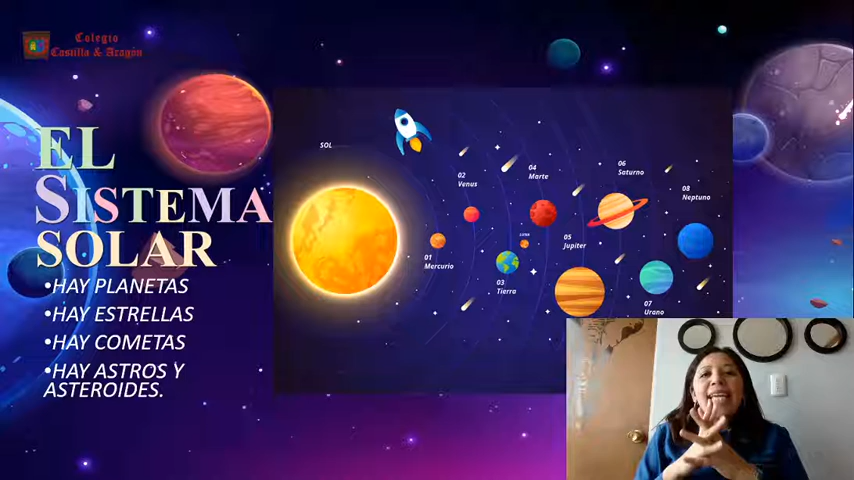 Colegio
Castilla & Aragón
EL
SISTEMA
SOLAR
•HAY PLANETAS
•HAY ESTRELLAS
•HAY COMETAS
•HAY ASTROS Y
ASTEROIDES.
SOL
01
Mercurio
02
Venus
03
Tierra
LUNA
04
Marte
05
Jupiter
06
Saturno
07
Urano
08
Neptuno